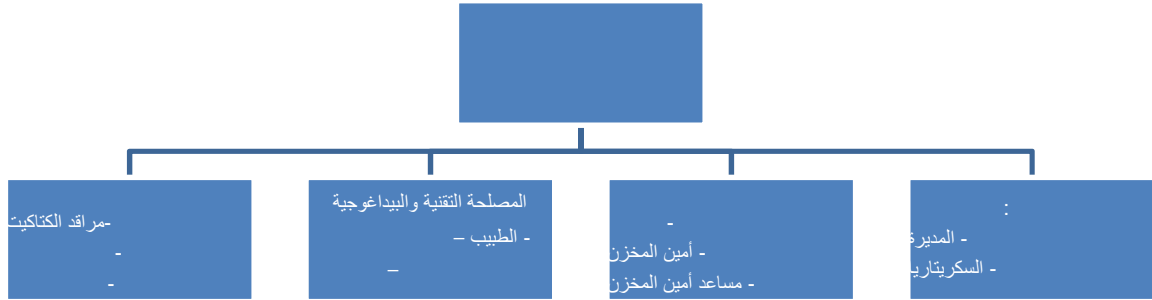 :
- المديرة
- السكريتاريا
-
- أمين المخزن
- مساعد أمين المخزن
المصلحة التقنية والبيداغوجية
- الطبيب –
–
-مراقد الكتاكيت
-
-